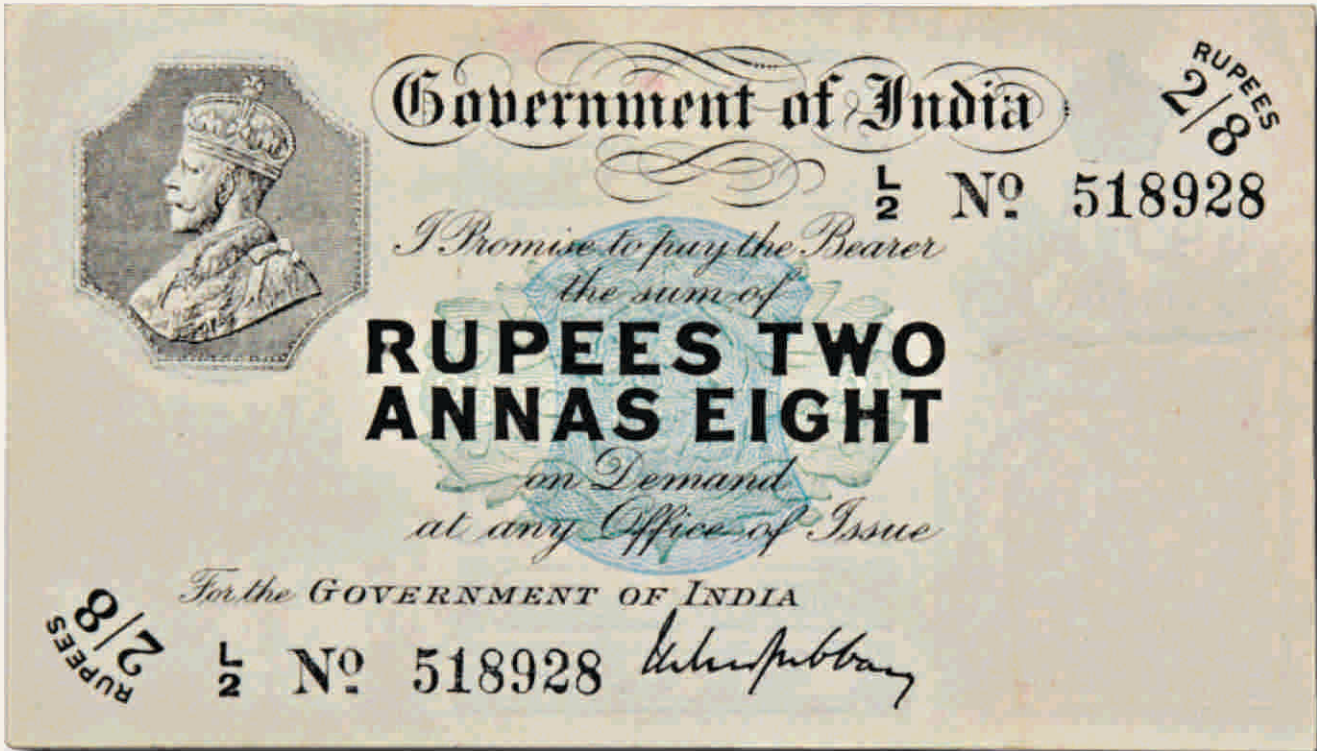 Government of India
RUPEES
2/8
L/2 Nº 518928
I Promise to pay the Bearer
the sum of
RUPEES TWO
ANNAS EIGHT
on Demand
at any Office of Issue
For the GOVERNMENT OF INDIA
RUPEES
2/8
L/2 Nº 518928